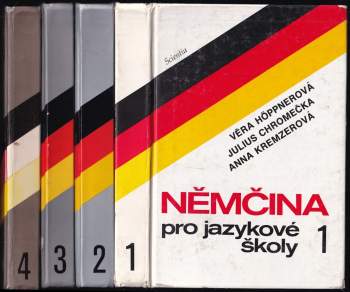 Scientia
VĚRA HÖPPNEROVÁ
JULIUS CHROMEČKA
ANNA KREMZEROVÁ
NĚMČINA
pro jazykové
školy 1
4
3
2
1